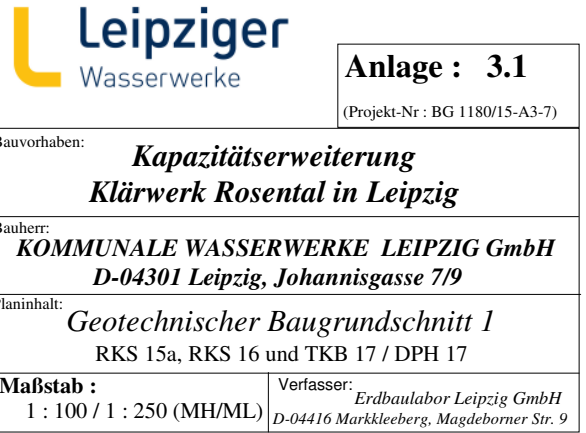 Leipziger
Wasserwerke
Anlage : 3.1
(Projekt-Nr : BG 1180/15-A3-7)
Bauvorhaben:
Kapazitätserweiterung
Klärwerk Rosental in Leipzig
Bauherr:
KOMMUNALE WASSERWERKE LEIPZIG GmbH
D-04301 Leipzig, Johannisgasse 7/9
Planinhalt:
Geotechnischer Baugrundschnitt 1
RKS 15a, RKS 16 und TKB 17 / DPH 17
Maßstab :
1 : 100 / 1 : 250 (MH/ML)
Verfasser:
Erdbaulabor Leipzig GmbH
D-04416 Markkleeberg, Magdeborner Str. 9